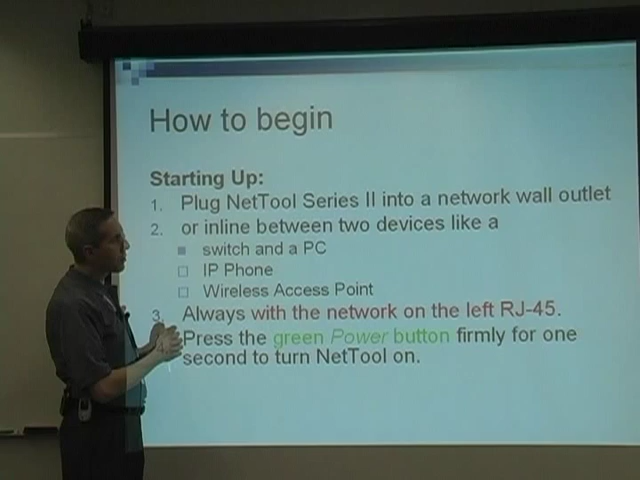 How to begin
Starting Up:
1. Plug NetTool Series II into a network wall outlet
2. or inline between two devices like a
switch and a PC
IP Phone
Wireless Access Point
3. Always with the network on the left RJ-45.
Press the green Power button firmly for one
second to turn NetTool on.